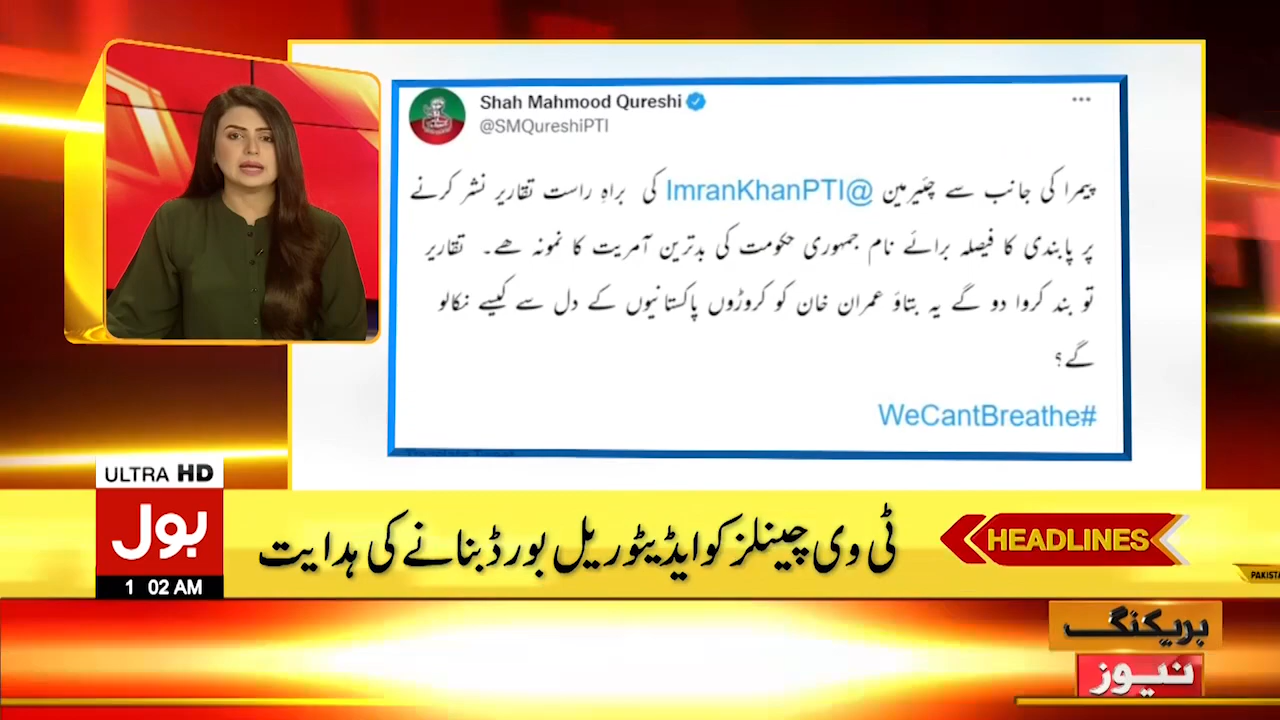 Shah Mahmood Qureshi
@SMQureshiPTI
پیمرا کی جانب سے چئیرمین @ImranKhanPTI کی براہِ راست تقاریر نشر کرنے
پر پابندی کا فیصلہ برائے نام جمہوری حکومت کی بدترین آمریت کا نمونہ ھے۔ تقاریر
تو بند کروا دو گے یہ بتاؤ عمران خان کو کروڑوں پاکستانیوں کے دل سے کیسے نکالو
گے؟
#WeCantBreathe
ULTRA HD
بول
1 02 AM
ٹی وی چینلز کو ایڈیٹوریل بورڈ بنانے کی ہدایت
HEADLINES
بریکنگ
نیوز